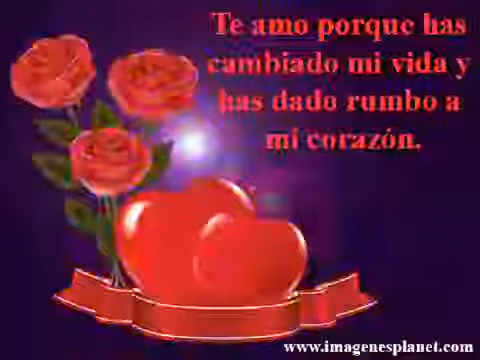 Te amo porque has
cambiado mi vida y
has dado rumbo a
mi corazón.
www.imagenesplanet.com